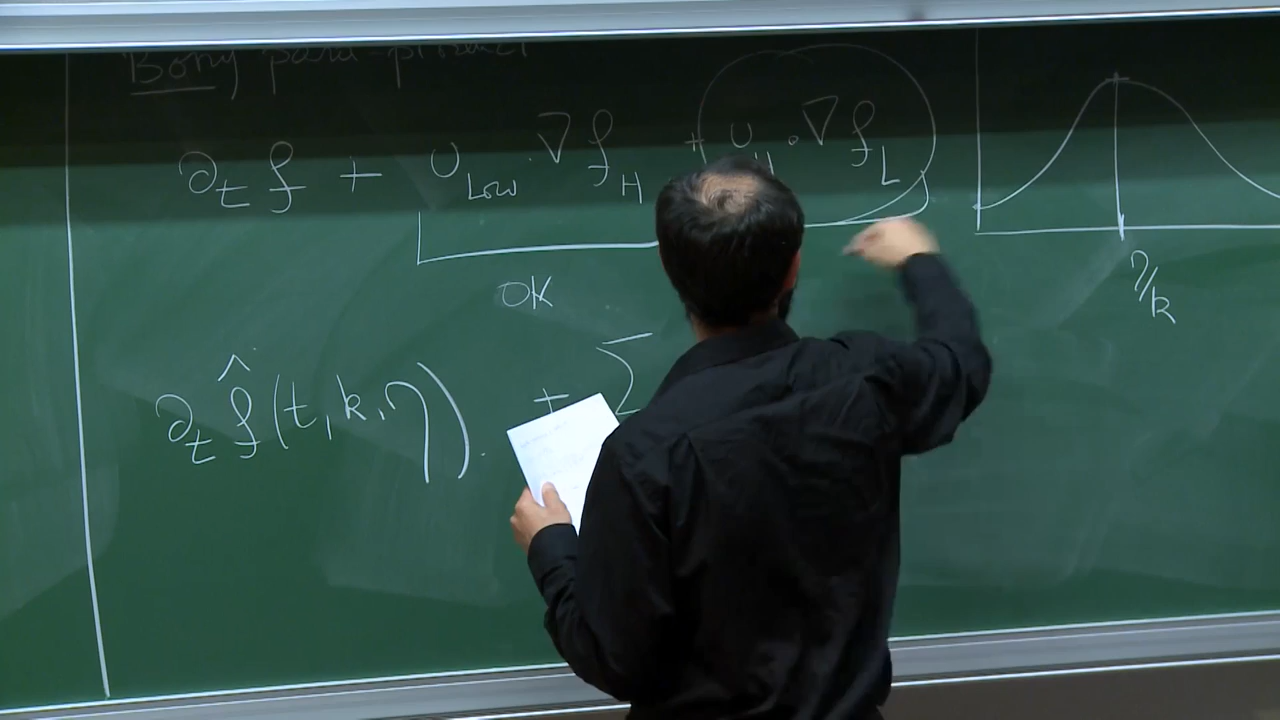 Bony para-product
∂_t f + u_Low · ∇ f_H + u_H · ∇ f_L
OK
η/k
∂_t f̂(t, k, η). + Σ